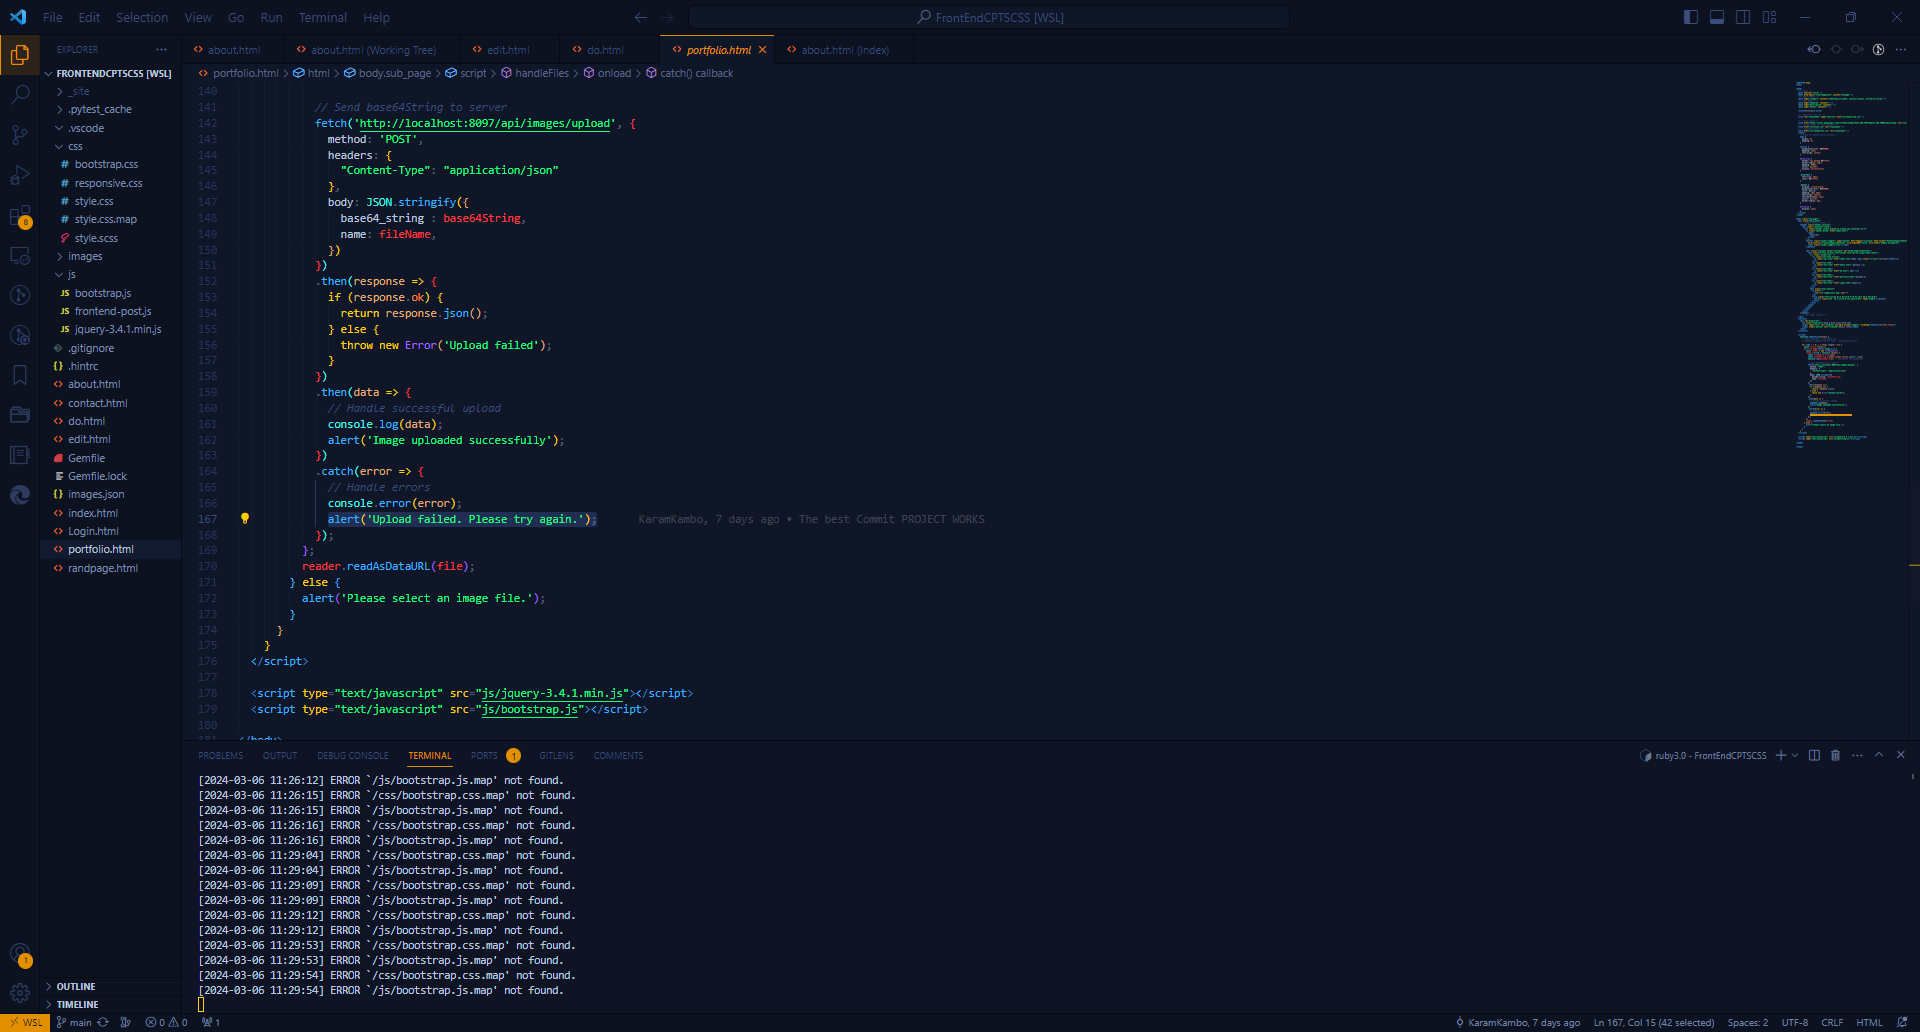 File Edit Selection View Go Run Terminal Help
FrontEndCPTSCSS [WSL]
EXPLORER
FRONTENDCPTSCSS [WSL]
_site
.pytest_cache
.vscode
css
bootstrap.css
responsive.css
style.css
style.css.map
style.scss
images
js
JS bootstrap.js
JS frontend-post.js
JS jquery-3.4.1.min.js
.gitignore
.hintrc
about.html
contact.html
do.html
edit.html
Gemfile
Gemfile.lock
images.json
index.html
Login.html
portfolio.html
randpage.html
OUTLINE
TIMELINE
8
1
about.html about.html (Working Tree) edit.html do.html portfolio.html about.html (Index)
portfolio.html > html > body.sub_page > script > handleFiles > onload > catch() callback
140
141 // Send base64String to server
142 fetch('http://localhost:8097/api/images/upload', {
143 method: 'POST',
144 headers: {
145 "Content-Type": "application/json"
146 },
147 body: JSON.stringify({
148 base64_string : base64String,
149 name: fileName,
150 })
151 })
152 .then(response => {
153 if (response.ok) {
154 return response.json();
155 } else {
156 throw new Error('Upload failed');
157 }
158 })
159 .then(data => {
160 // Handle successful upload
161 console.log(data);
162 alert('Image uploaded successfully');
163 })
164 .catch(error => {
165 // Handle errors
166 console.error(error);
167 alert('Upload failed. Please try again.'); KaramKambo, 7 days ago • The best Commit PROJECT WORKS
168 });
169 };
170 reader.readAsDataURL(file);
171 } else {
172 alert('Please select an image file.');
173 }
174 }
175 }
176 </script>
177
178 <script type="text/javascript" src="js/jquery-3.4.1.min.js"></script>
179 <script type="text/javascript" src="js/bootstrap.js"></script>
180
181 </body>
PROBLEMS OUTPUT DEBUG CONSOLE TERMINAL PORTS 1 GITLENS COMMENTS
ruby3.0 - FrontEndCPTSCSS
[2024-03-06 11:26:12] ERROR `/js/bootstrap.js.map' not found.
[2024-03-06 11:26:15] ERROR `/css/bootstrap.css.map' not found.
[2024-03-06 11:26:15] ERROR `/js/bootstrap.js.map' not found.
[2024-03-06 11:26:16] ERROR `/css/bootstrap.css.map' not found.
[2024-03-06 11:26:16] ERROR `/js/bootstrap.js.map' not found.
[2024-03-06 11:29:04] ERROR `/css/bootstrap.css.map' not found.
[2024-03-06 11:29:04] ERROR `/js/bootstrap.js.map' not found.
[2024-03-06 11:29:09] ERROR `/css/bootstrap.css.map' not found.
[2024-03-06 11:29:09] ERROR `/js/bootstrap.js.map' not found.
[2024-03-06 11:29:12] ERROR `/css/bootstrap.css.map' not found.
[2024-03-06 11:29:12] ERROR `/js/bootstrap.js.map' not found.
[2024-03-06 11:29:53] ERROR `/css/bootstrap.css.map' not found.
[2024-03-06 11:29:53] ERROR `/js/bootstrap.js.map' not found.
[2024-03-06 11:29:54] ERROR `/css/bootstrap.css.map' not found.
[2024-03-06 11:29:54] ERROR `/js/bootstrap.js.map' not found.
WSL main 0 0 1
KaramKambo, 7 days ago Ln 167, Col 15 (42 selected) Spaces: 2 UTF-8 CRLF HTML